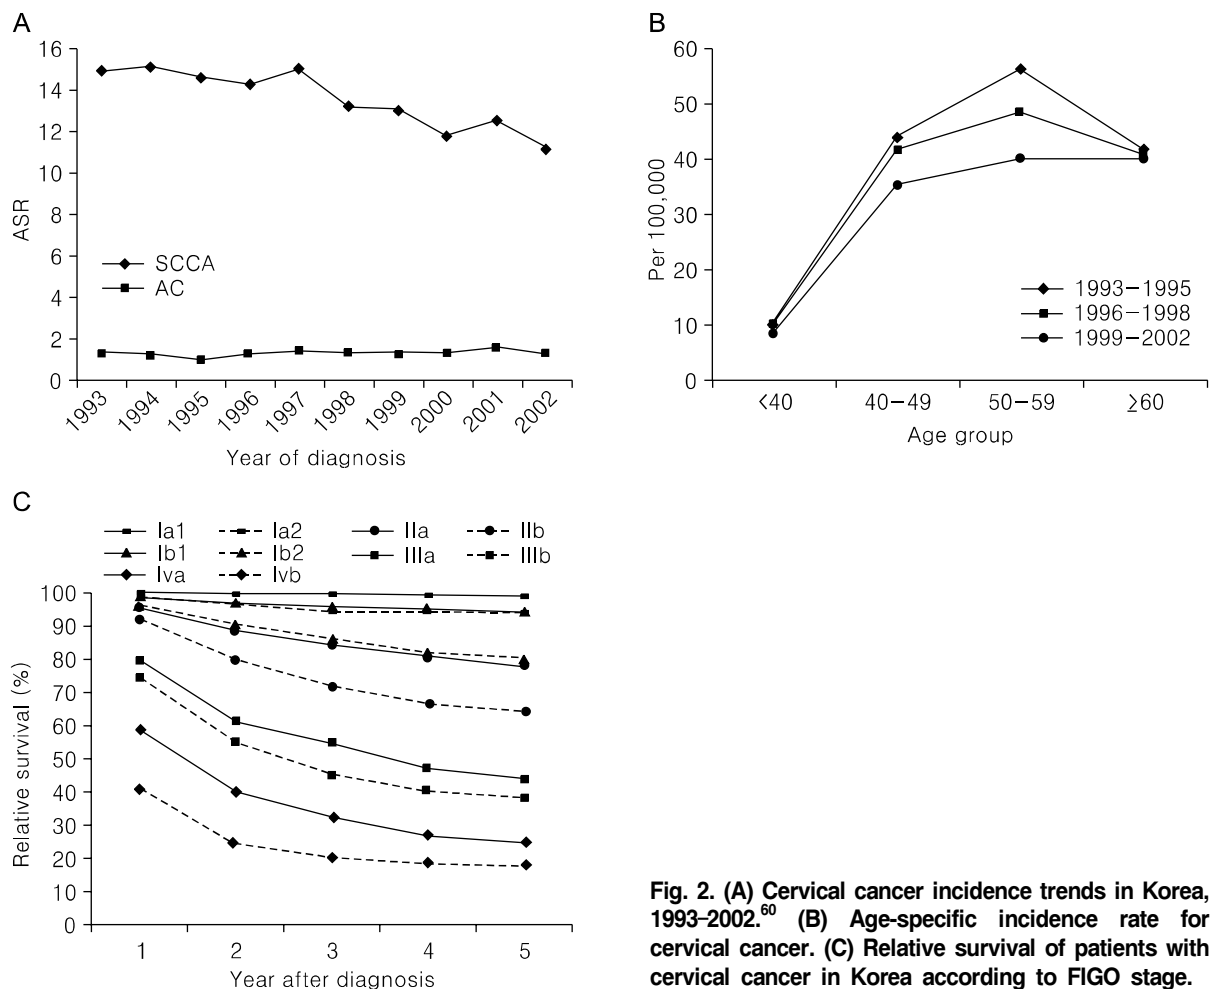 A
16
14
12
10
8
6
4
2
0
ASR
SCCA
AC
1993 1994 1995 1996 1997 1998 1999 2000 2001 2002
Year of diagnosis
B
60
50
40
30
20
10
0
Per 100,000
1993–1995
1996–1998
1999–2002
<40 40–49 50–59 ≥60
Age group
C
Ia1 Ia2 IIa IIb
Ib1 Ib2 IIIa IIIb
Iva Ivb
100
90
80
70
60
50
40
30
20
10
0
Relative survival (%)
1 2 3 4 5
Year after diagnosis
Fig. 2. (A) Cervical cancer incidence trends in Korea,
1993–2002.60 (B) Age-specific incidence rate for
cervical cancer. (C) Relative survival of patients with
cervical cancer in Korea according to FIGO stage.